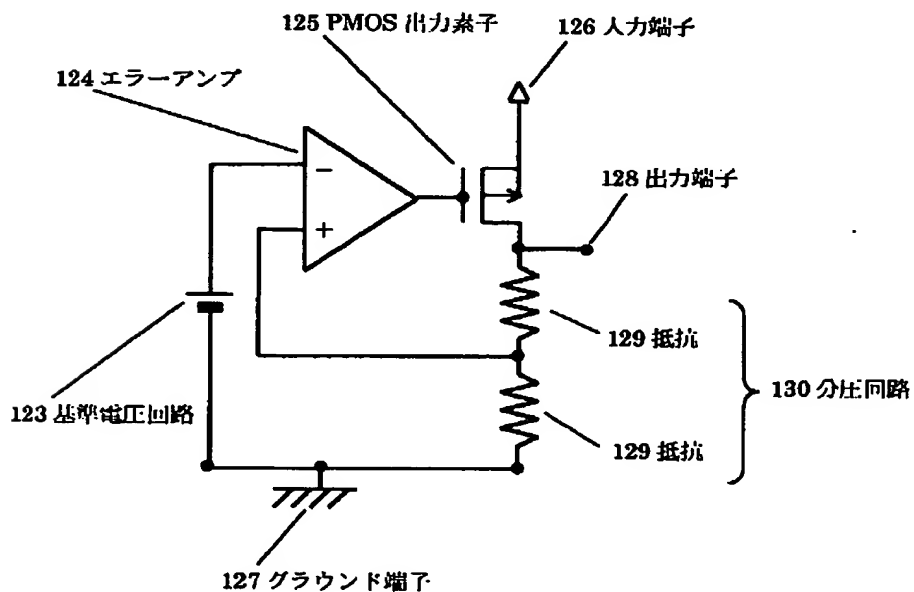 125 PMOS 出力素子
126 入力端子
124 エラーアンプ
128 出力端子
−
+
129 抵抗
130 分圧回路
123 基準電圧回路
129 抵抗
127 グラウンド端子